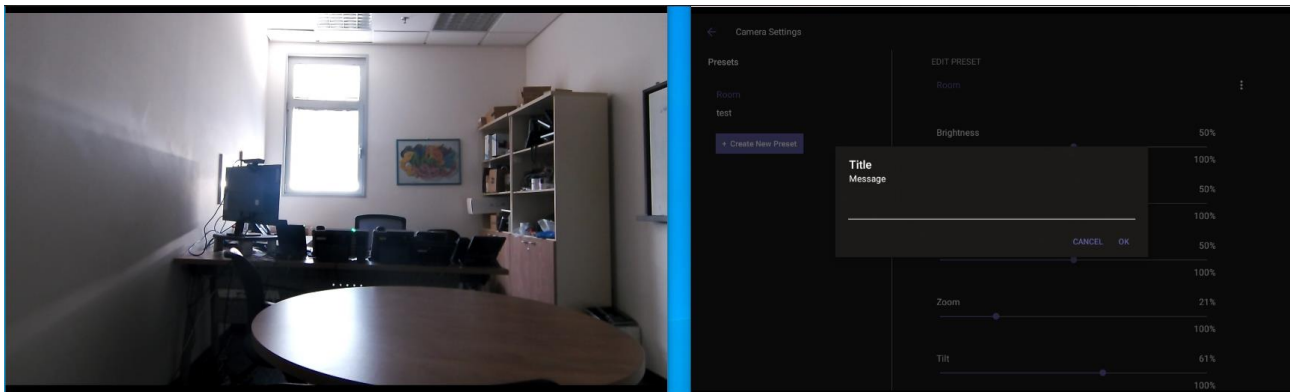 Camera Settings
Presets
Room
test
+ Create New Preset
EDIT PRESET
Room
Brightness 50%
100%
50%
100%
50%
100%
Zoom 21%
100%
Tilt 61%
100%
Title
Message
CANCEL OK